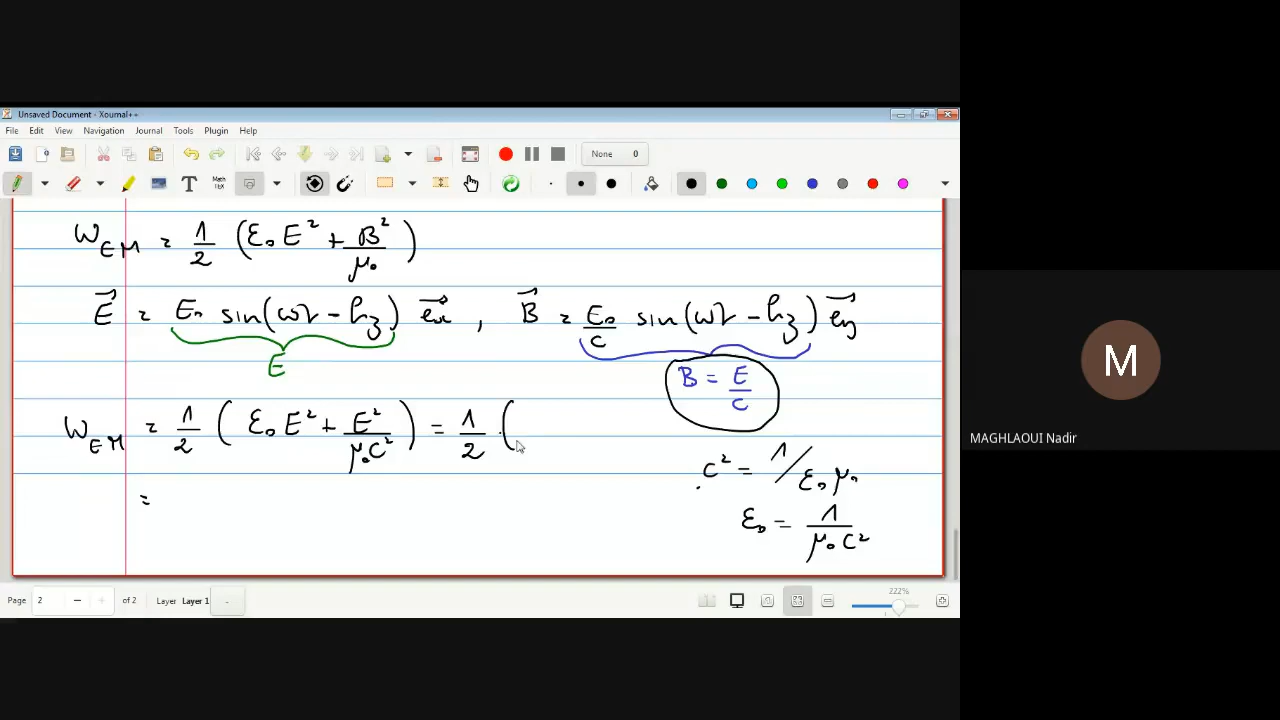 Unsaved Document - Xournal++
File Edit View Navigation Journal Tools Plugin Help
None 0
W_EM = 1/2 (ε₀E² + B²/μ₀)
E⃗ = E₀ sin(ωt - kz) e⃗x , B⃗ = E₀/c sin(ωt - kz) e⃗y
E
B = E/C
W_EM = 1/2 (ε₀E² + E²/μ₀C²) = 1/2 (
c² = 1/ε₀μ₀
=
ε₀ = 1/μ₀C²
Page 2 of 2 Layer Layer 1 222%
M
MAGHLAOUI Nadir